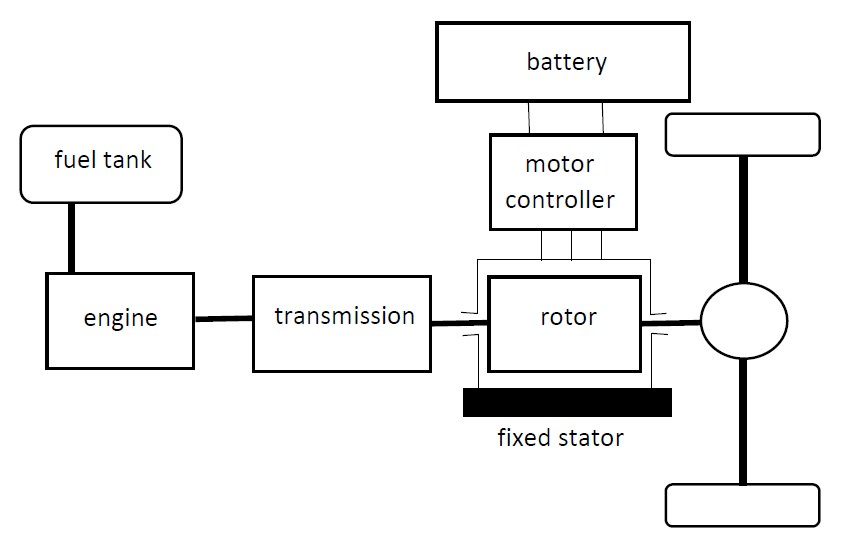 battery
fuel tank
motor
controller
engine
transmission
rotor
fixed stator